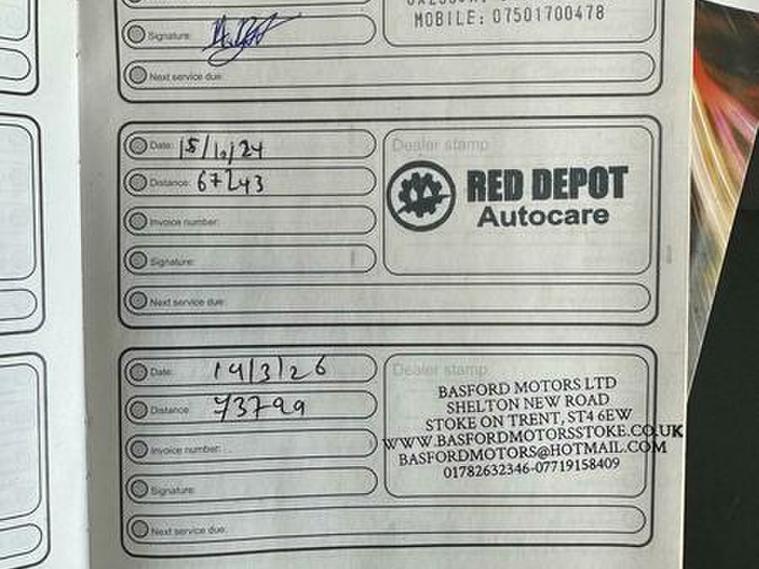 MOBILE: 07501700478
Signature:
Next service due:
Date: 15/10/24
Dealer stamp
Distance: 67243
RED DEPOT
Autocare
Invoice number:
Signature:
Next service due:
Date: 19/3/26
Dealer stamp
Distance: 73799
BASFORD MOTORS LTD
SHELTON NEW ROAD
STOKE ON TRENT, ST4 6EW
WWW.BASFORDMOTORSSTOKE.CO.UK
BASFORDMOTORS@HOTMAIL.COM
01782632346-07719158409
Invoice number:
Signature:
Next service due: